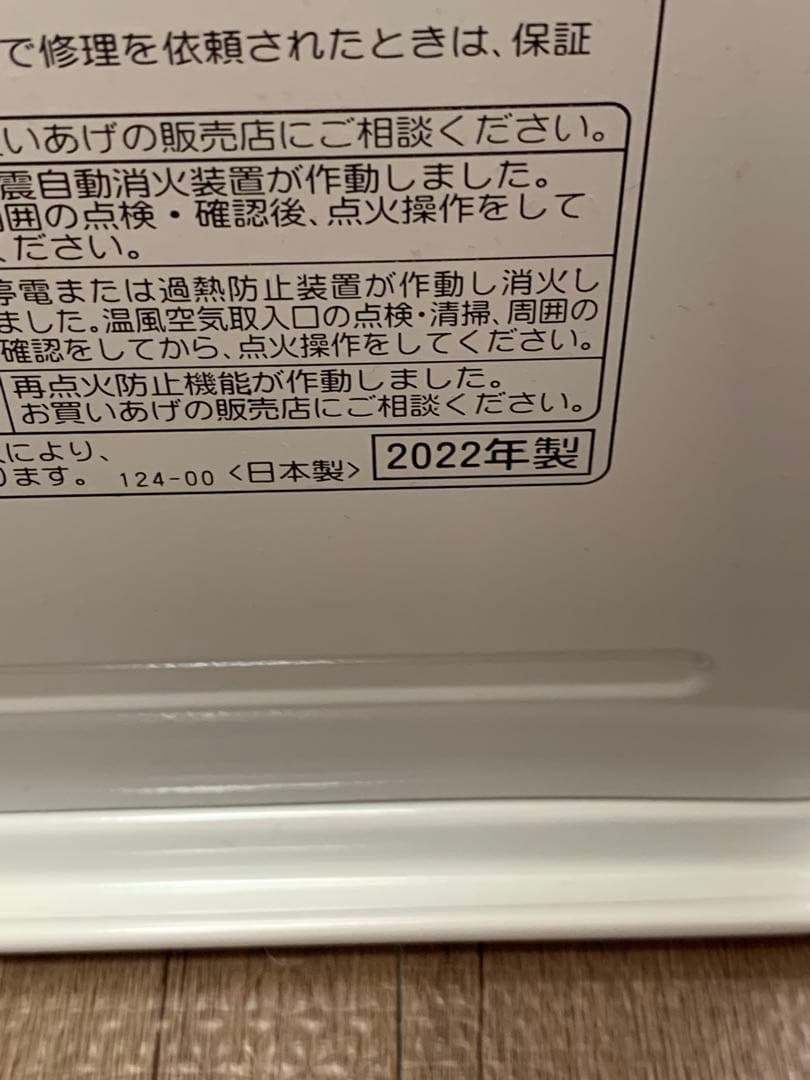 で修理を依頼されたときは、保証
いあげの販売店にご相談ください。
震自動消火装置が作動しました。
囲の点検・確認後、点火操作をして
ください。
停電または過熱防止装置が作動し消火し
ました。温風空気取入口の点検・清掃、周囲の
確認をしてから、点火操作をしてください。
再点火防止機能が作動しました。
お買いあげの販売店にご相談ください。
により、
ります。 124-00 <日本製> 2022年製